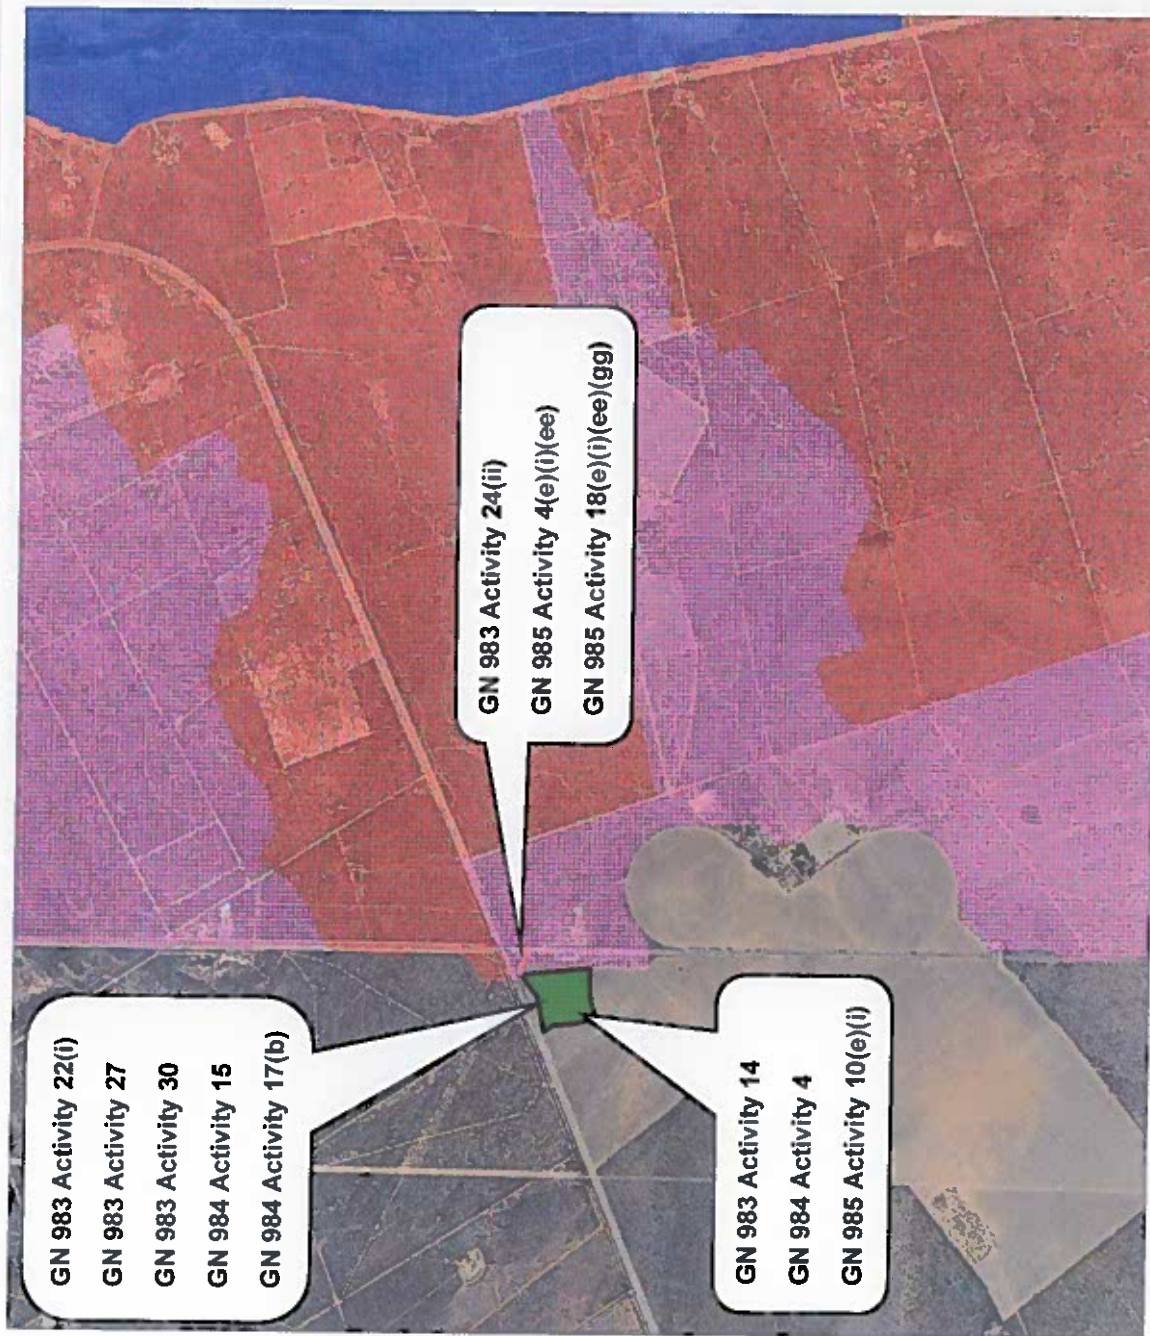 GN 983 Activity 22(i)
GN 983 Activity 27
GN 983 Activity 30
GN 984 Activity 15
GN 984 Activity 17(b)
GN 983 Activity 14
GN 984 Activity 4
GN 985 Activity 10(e)(i)
GN 983 Activity 24(ii)
GN 985 Activity 4(e)(i)(ee)
GN 985 Activity 18(e)(i)(ee)(gg)